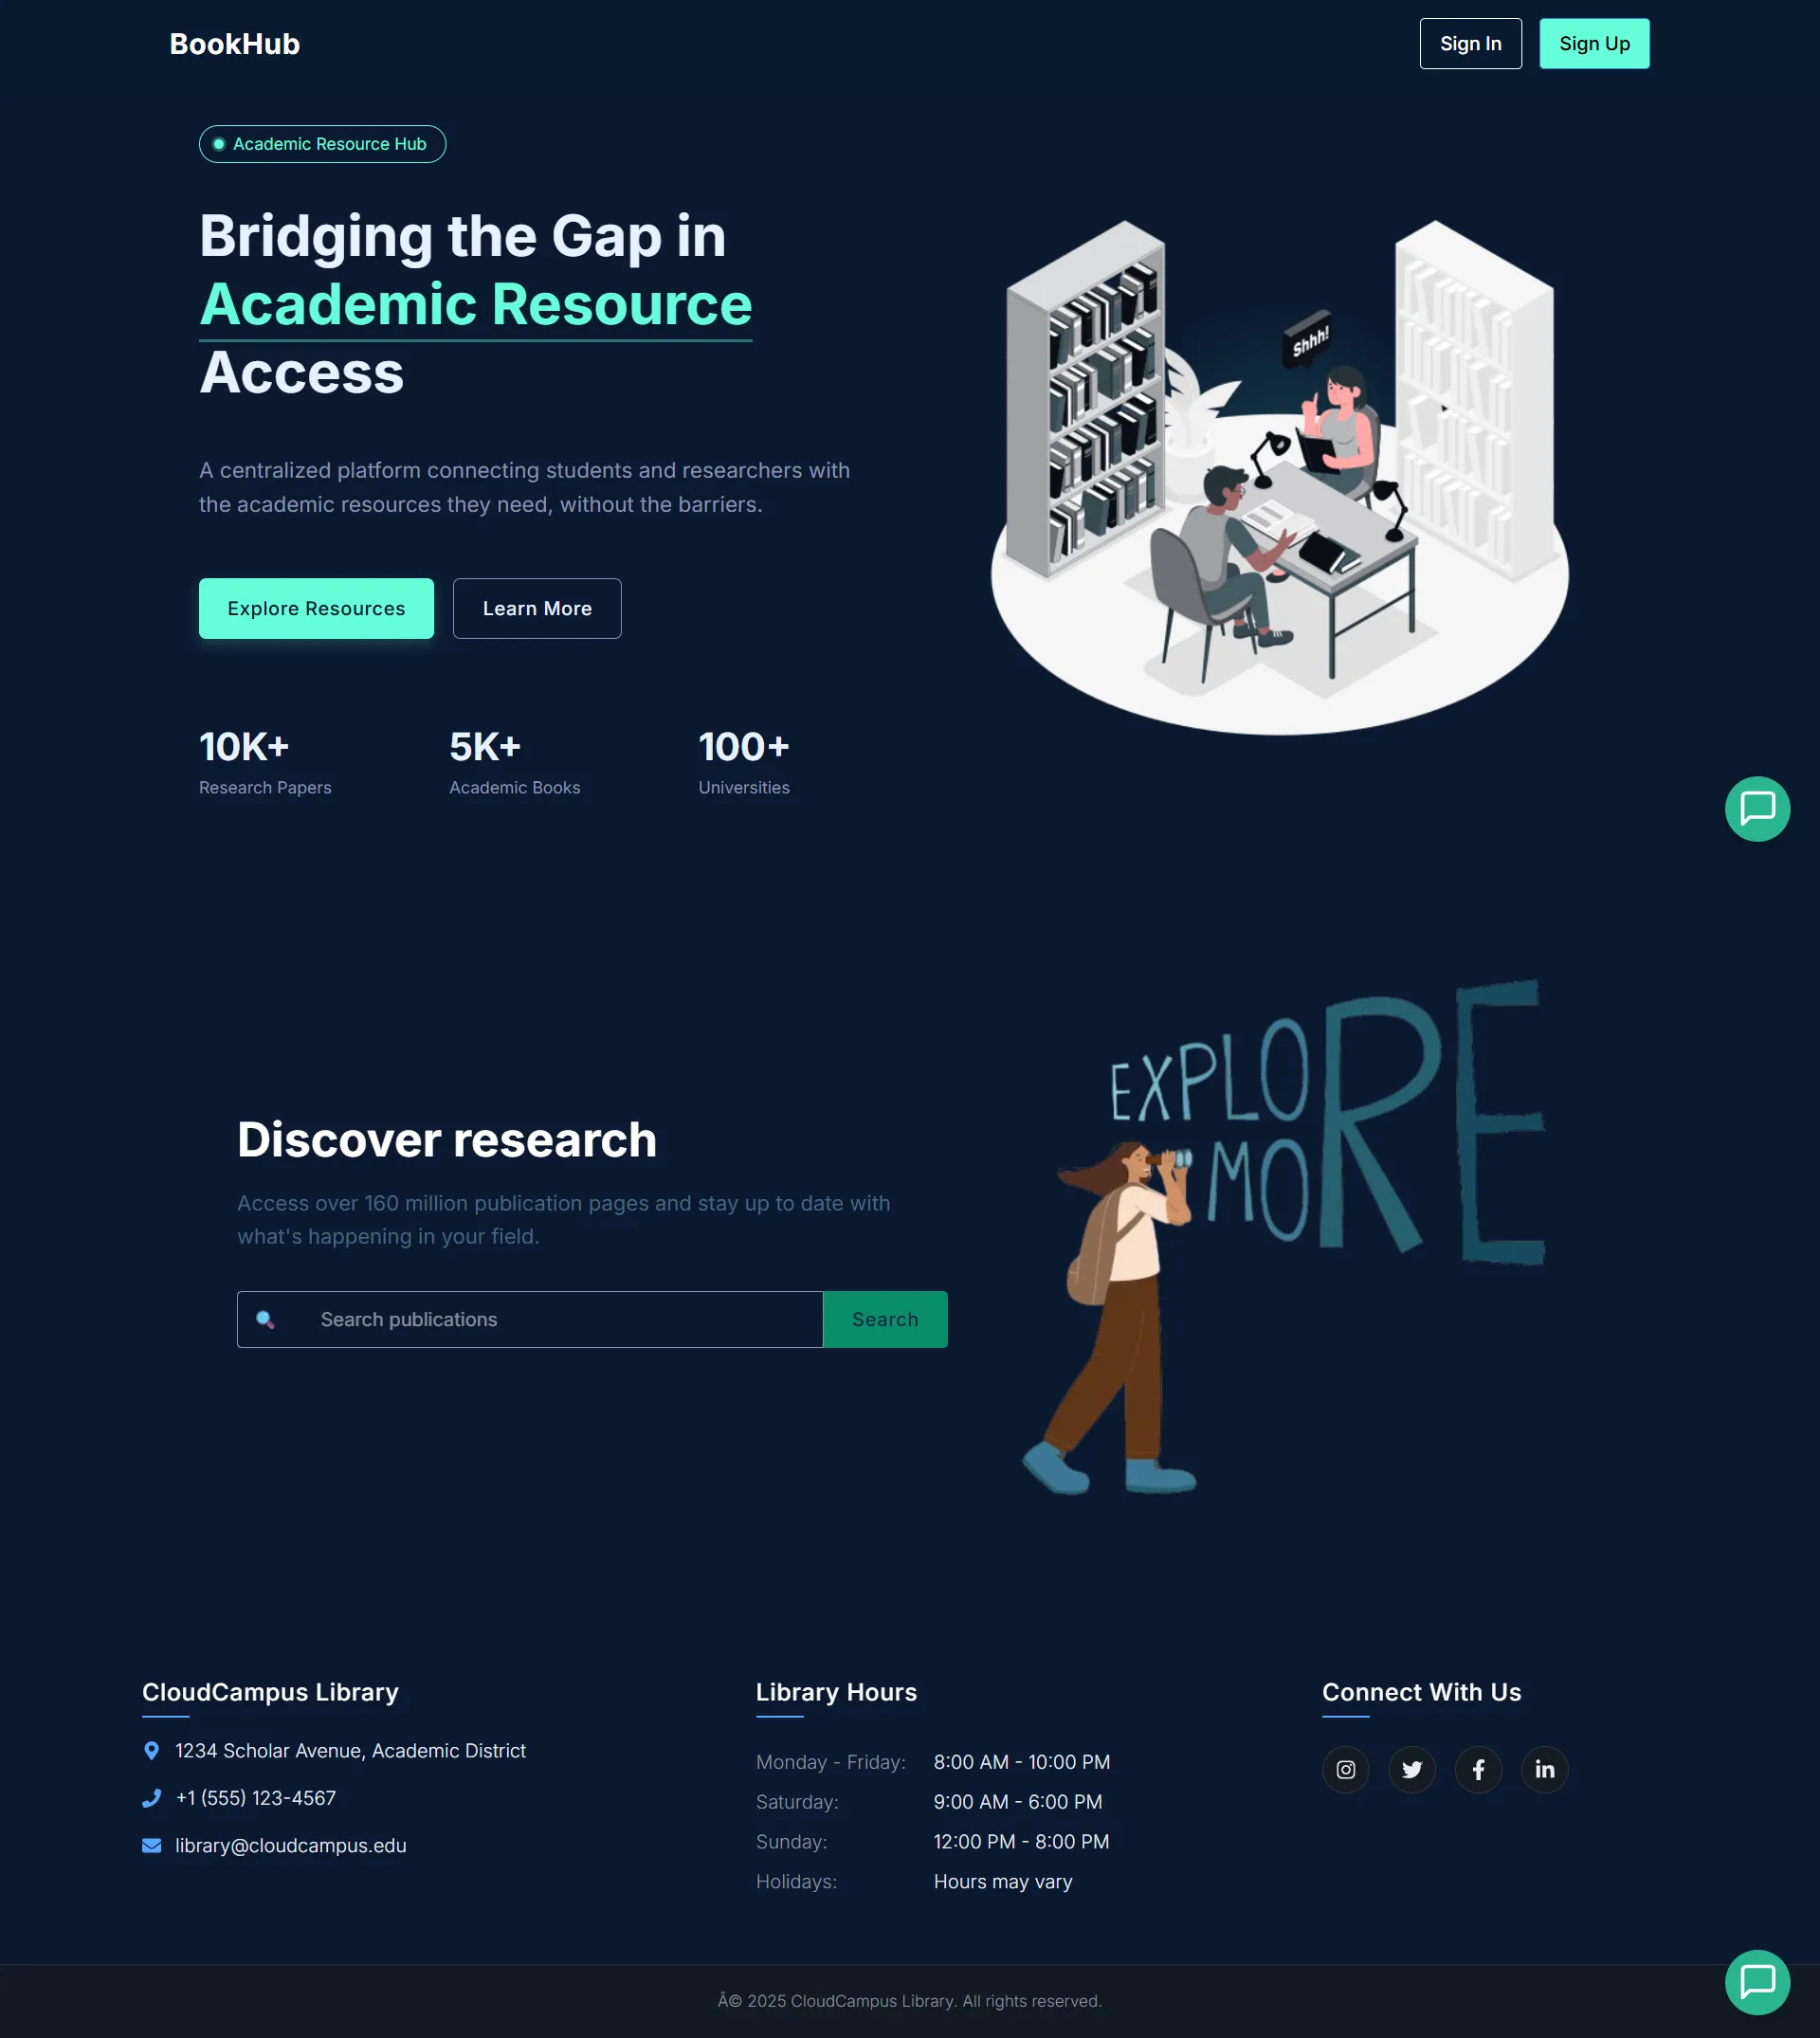 BookHub
Sign In
Sign Up
Academic Resource Hub
Bridging the Gap in
Academic Resource
Access
A centralized platform connecting students and researchers with
the academic resources they need, without the barriers.
Explore Resources
Learn More
Shhh!
10K+
5K+
100+
Research Papers
Academic Books
Universities
EXPLORE
MORE
Discover research
Access over 160 million publication pages and stay up to date with
what's happening in your field.
Search publications
Search
CloudCampus Library
1234 Scholar Avenue, Academic District
+1 (555) 123-4567
library@cloudcampus.edu
Library Hours
Monday - Friday: 8:00 AM - 10:00 PM
Saturday: 9:00 AM - 6:00 PM
Sunday: 12:00 PM - 8:00 PM
Holidays: Hours may vary
Connect With Us
Â© 2025 CloudCampus Library. All rights reserved.